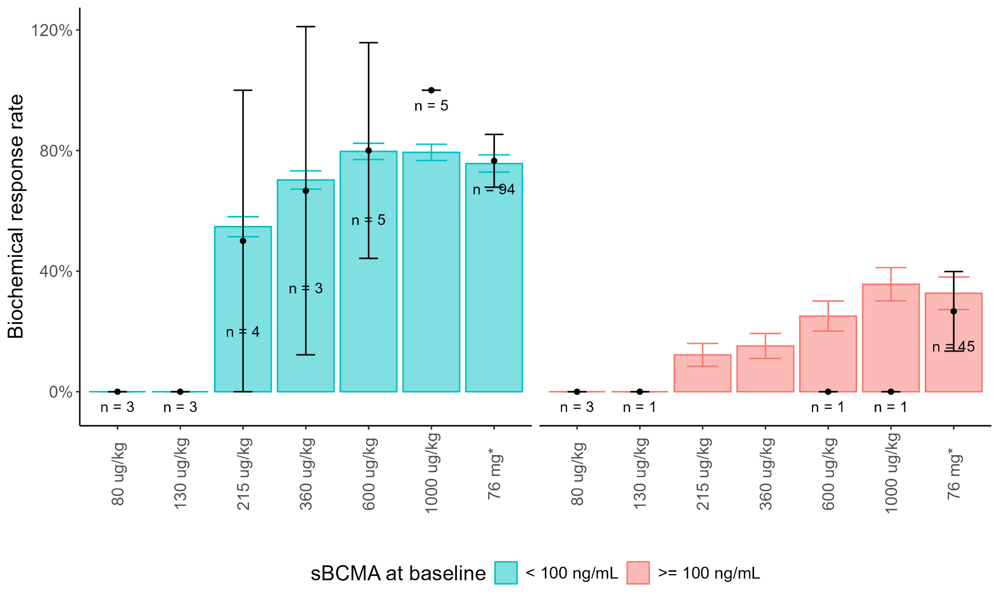 Biochemical response rate
120%
80%
40%
0%
n = 3
n = 3
n = 4
n = 3
n = 5
n = 5
n = 94
n = 3
n = 1
n = 1
n = 1
n = 45
80 ug/kg
130 ug/kg
215 ug/kg
360 ug/kg
600 ug/kg
1000 ug/kg
76 mg*
80 ug/kg
130 ug/kg
215 ug/kg
360 ug/kg
600 ug/kg
1000 ug/kg
76 mg*
sBCMA at baseline < 100 ng/mL >= 100 ng/mL